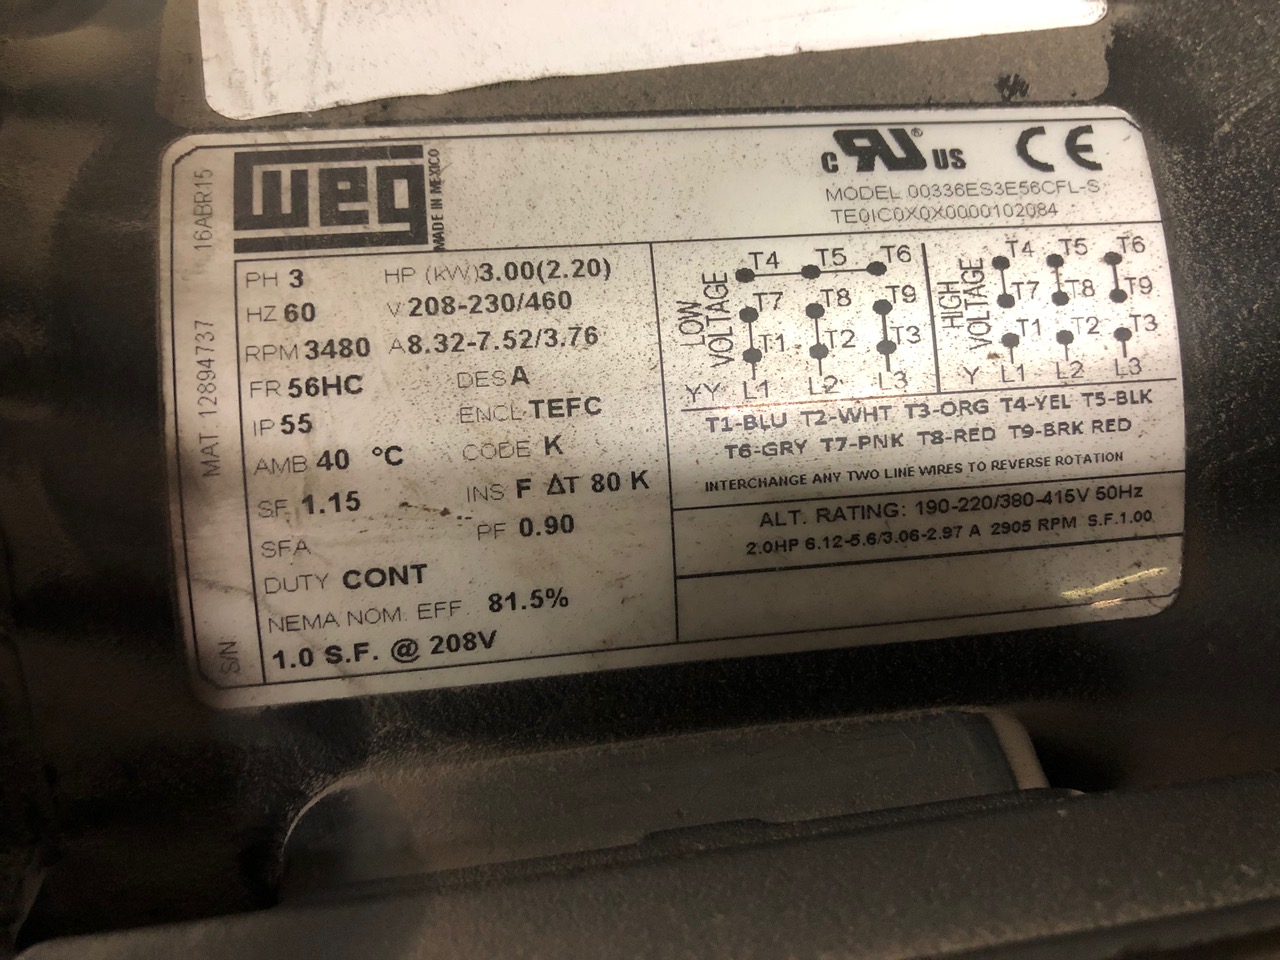 16ABR15
MAT. 12894737
S/N
WEG
MADE IN MEXICO
c RU® US CE
MODEL 00336ES3E56CFL-S
TE0IC0X0X0000102084
PH 3 HP (kW) 3.00(2.20)
HZ 60 V 208-230/460
RPM 3480 A 8.32-7.52/3.76
FR 56HC DES A
IP 55 ENCL TEFC
AMB 40 °C CODE K
SF 1.15 INS F ΔT 80 K
SFA PF 0.90
DUTY CONT
NEMA NOM. EFF. 81.5%
1.0 S.F. @ 208V
LOW VOLTAGE
T4 T5 T6
T7 T8 T9
T1 T2 T3
YY L1 L2 L3
HIGH VOLTAGE
T4 T5 T6
T7 T8 T9
T1 T2 T3
Y L1 L2 L3
T1-BLU T2-WHT T3-ORG T4-YEL T5-BLK
T6-GRY T7-PNK T8-RED T9-BRK RED
INTERCHANGE ANY TWO LINE WIRES TO REVERSE ROTATION
ALT. RATING: 190-220/380-415V 50Hz
2.0HP 6.12-5.6/3.06-2.97 A 2905 RPM S.F.1.00